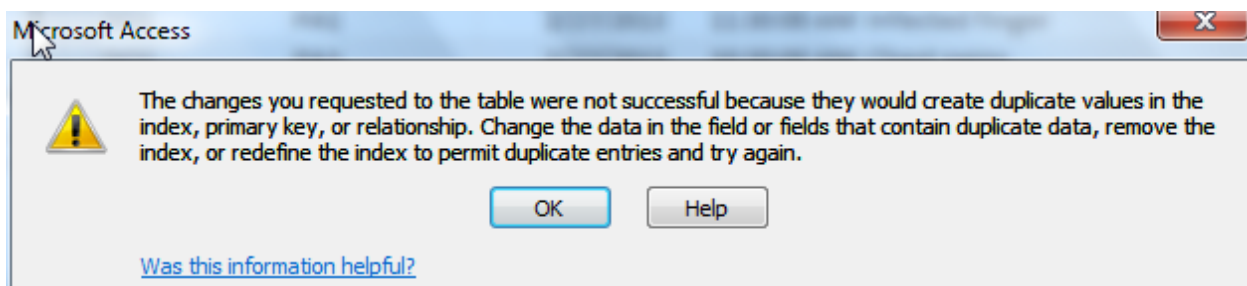 Microsoft Access
The changes you requested to the table were not successful because they would create duplicate values in the
index, primary key, or relationship. Change the data in the field or fields that contain duplicate data, remove the
index, or redefine the index to permit duplicate entries and try again.
OK Help
Was this information helpful?